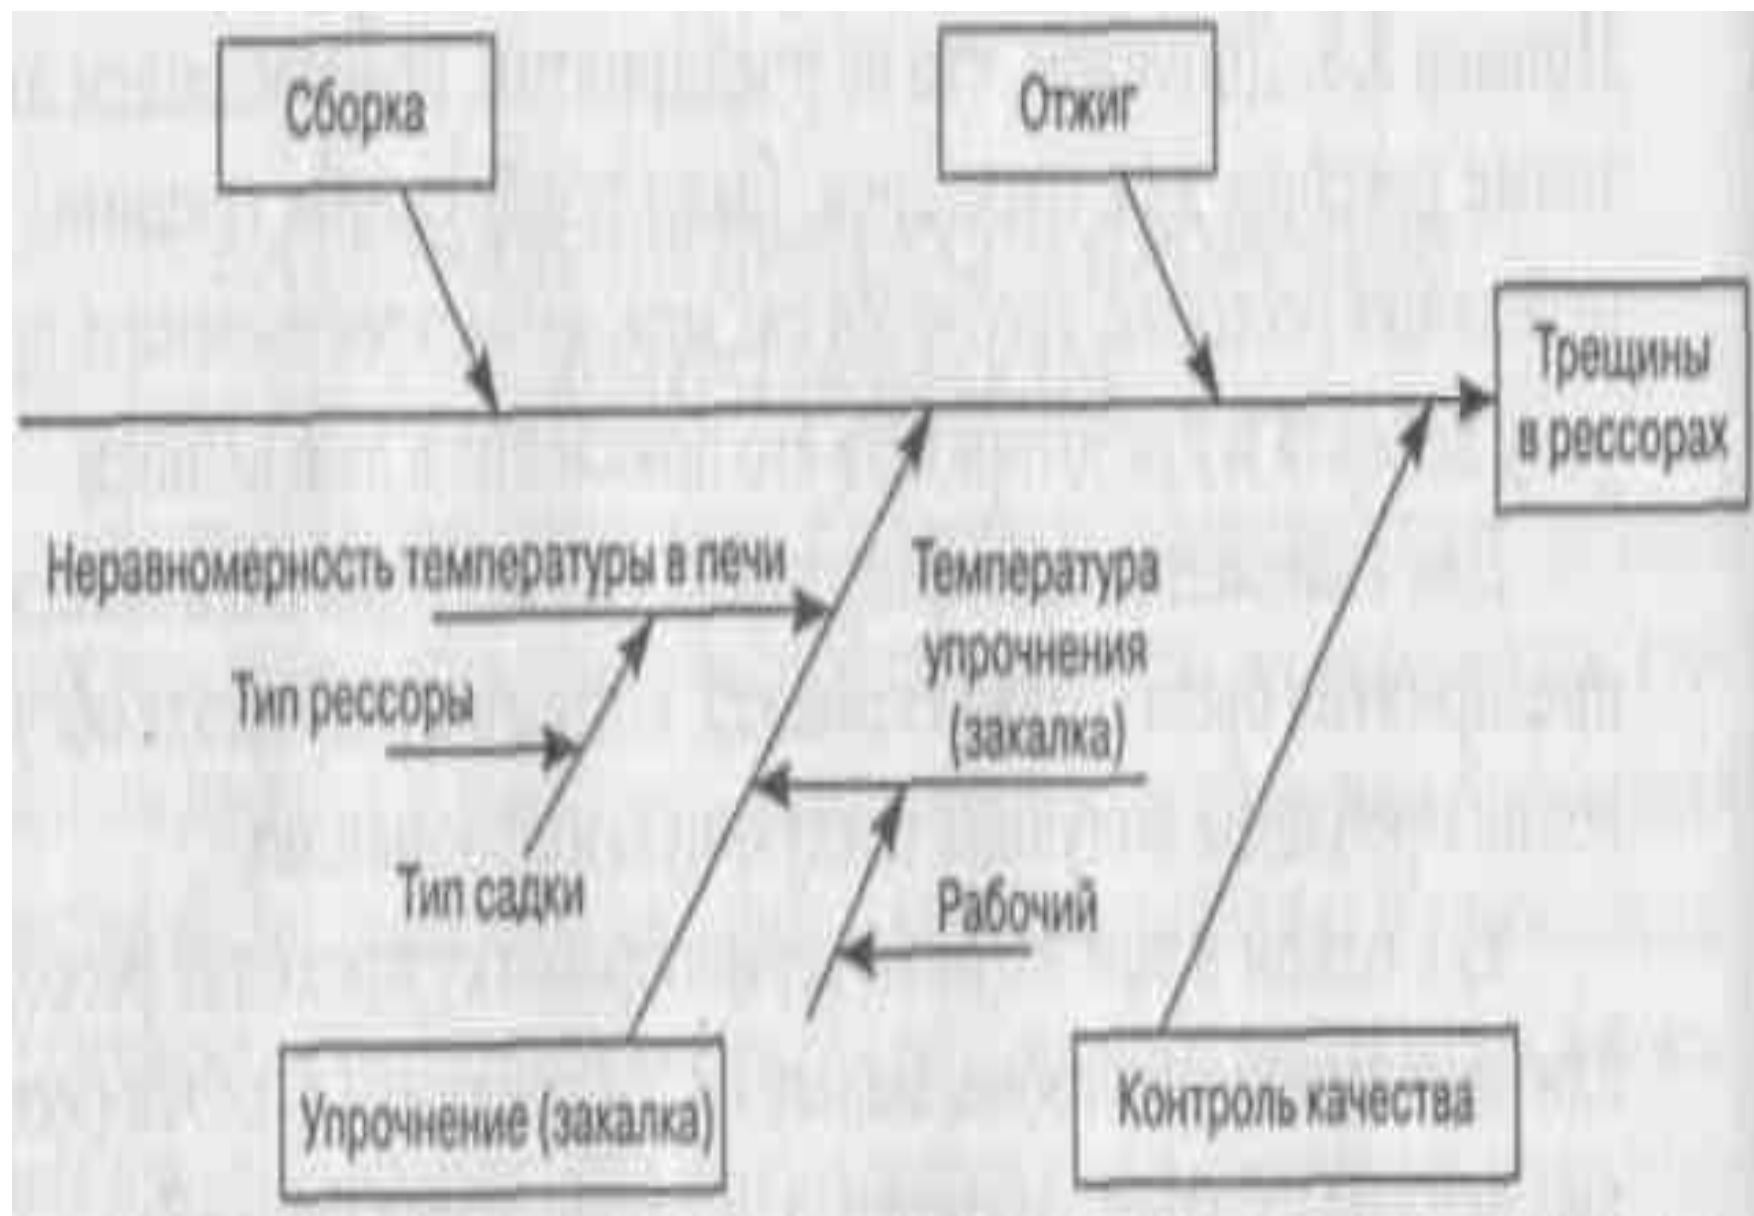 Сборка
Отжиг
Трещины
в рессорах
Неравномерность температуры в печи
Температура
упрочнения
(закалка)
Тип рессоры
Тип садки
Рабочий
Упрочнение (закалка)
Контроль качества